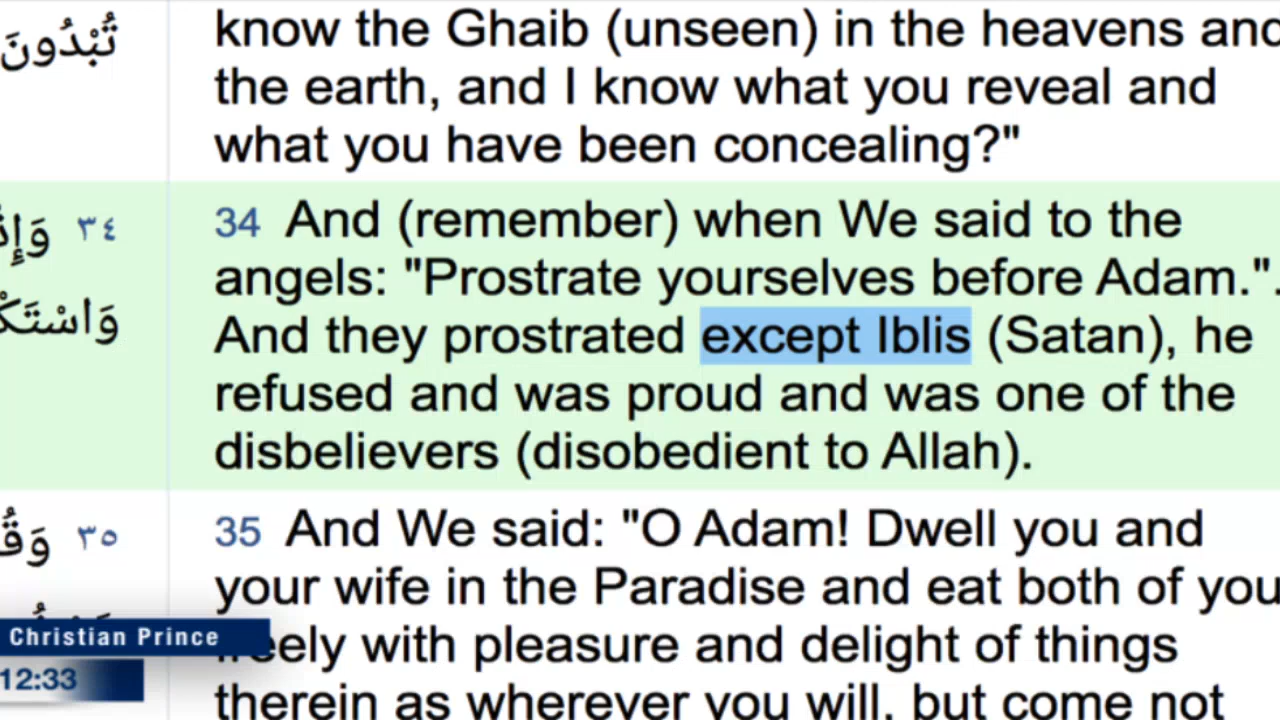 تُبْدُونَ
know the Ghaib (unseen) in the heavens and
the earth, and I know what you reveal and
what you have been concealing?"
٣٤
34 And (remember) when We said to the
angels: "Prostrate yourselves before Adam.".
And they prostrated except Iblis (Satan), he
refused and was proud and was one of the
disbelievers (disobedient to Allah).
٣٥
35 And We said: "O Adam! Dwell you and
your wife in the Paradise and eat both of you
freely with pleasure and delight of things
therein as wherever you will, but come not
Christian Prince
12:33